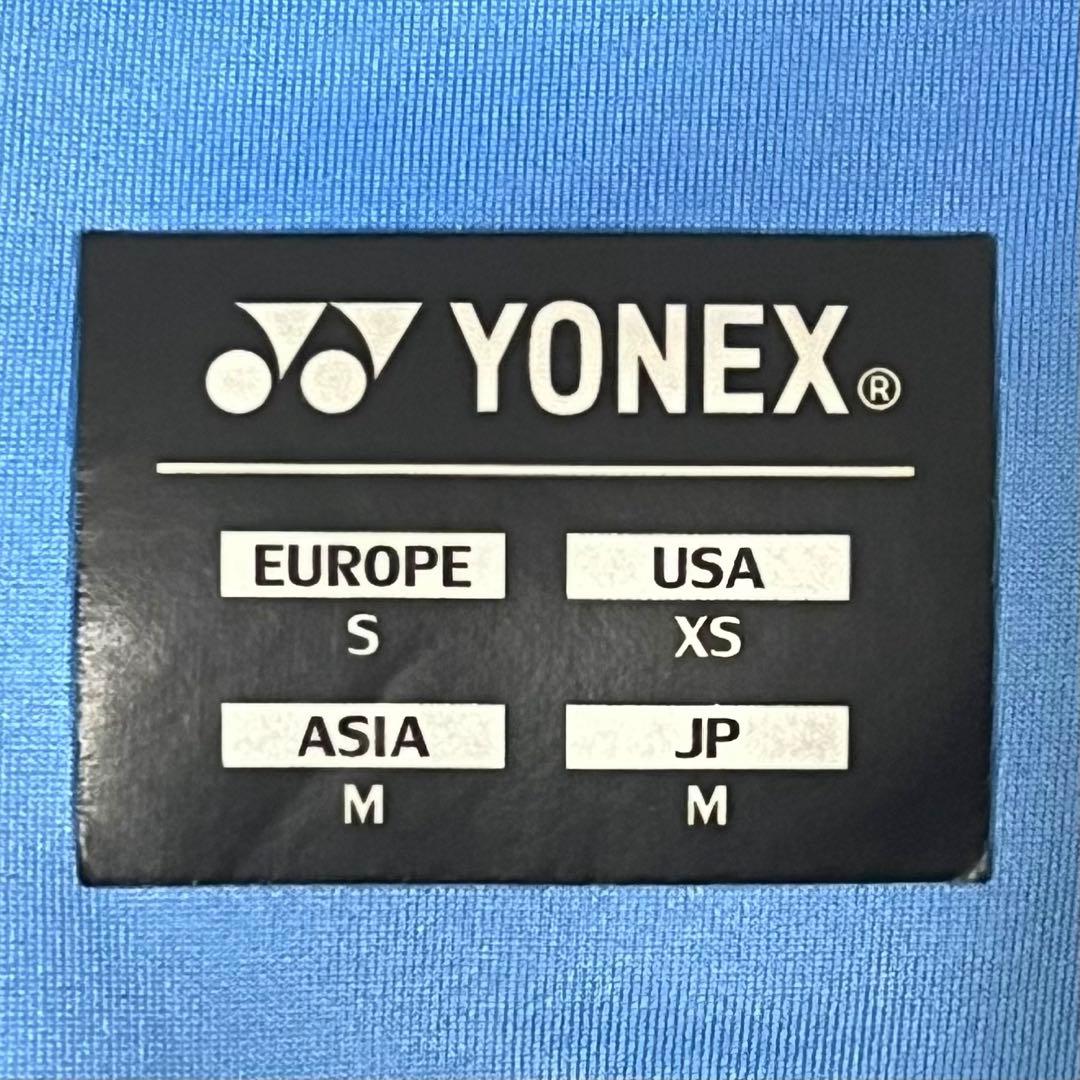 YONEX®
EUROPE USA
S XS
ASIA JP
M M